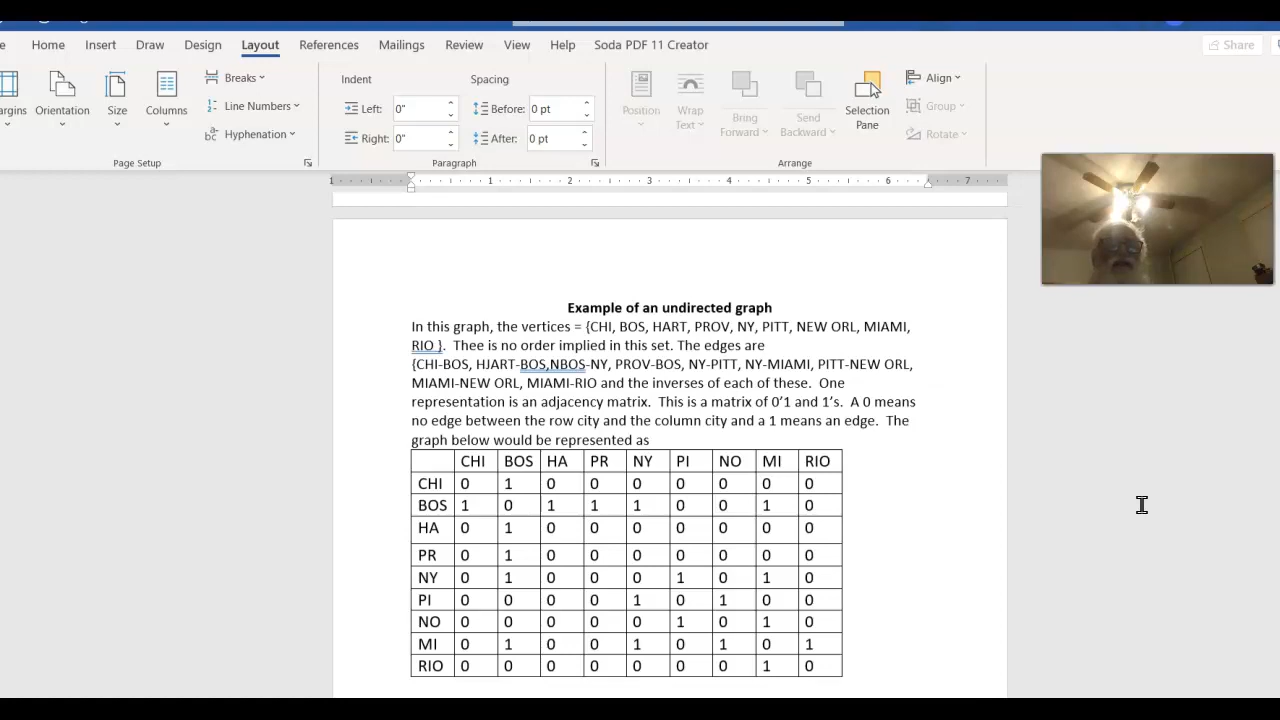 Home Insert Draw Design Layout References Mailings Review View Help Soda PDF 11 Creator Share
Breaks Indent Spacing Align
Orientation Size Columns Line Numbers Left: 0" Before: 0 pt Position Wrap Text Bring Forward Send Backward Selection Pane Group
Hyphenation Right: 0" After: 0 pt Rotate
Page Setup Paragraph Arrange
1 1 2 3 4 5 6 7
Example of an undirected graph
In this graph, the vertices = {CHI, BOS, HART, PROV, NY, PITT, NEW ORL, MIAMI,
RIO }. Thee is no order implied in this set. The edges are
{CHI-BOS, HJART-BOS,NBOS-NY, PROV-BOS, NY-PITT, NY-MIAMI, PITT-NEW ORL,
MIAMI-NEW ORL, MIAMI-RIO and the inverses of each of these. One
representation is an adjacency matrix. This is a matrix of 0’1 and 1’s. A 0 means
no edge between the row city and the column city and a 1 means an edge. The
graph below would be represented as
CHI BOS HA PR NY PI NO MI RIO
CHI 0 1 0 0 0 0 0 0 0
BOS 1 0 1 1 1 0 0 1 0
HA 0 1 0 0 0 0 0 0 0
PR 0 1 0 0 0 0 0 0 0
NY 0 1 0 0 0 1 0 1 0
PI 0 0 0 0 1 0 1 0 0
NO 0 0 0 0 0 1 0 1 0
MI 0 1 0 0 1 0 1 0 1
RIO 0 0 0 0 0 0 0 1 0